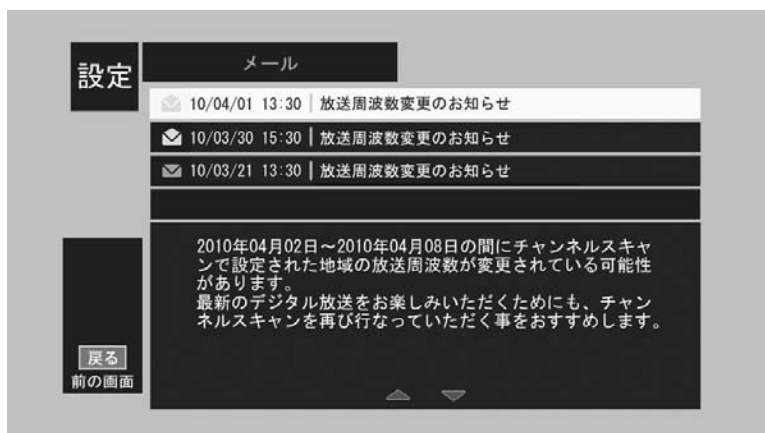 設定
メール
10/04/01 13:30 放送周波数変更のお知らせ
10/03/30 15:30 放送周波数変更のお知らせ
10/03/21 13:30 放送周波数変更のお知らせ
2010年04月02日～2010年04月08日の間にチャンネルスキャ
ンで設定された地域の放送周波数が変更されている可能性
があります。
最新のデジタル放送をお楽しみいただくためにも、チャン
ネルスキャンを再び行なっていただく事をおすすめします。
戻る
前の画面